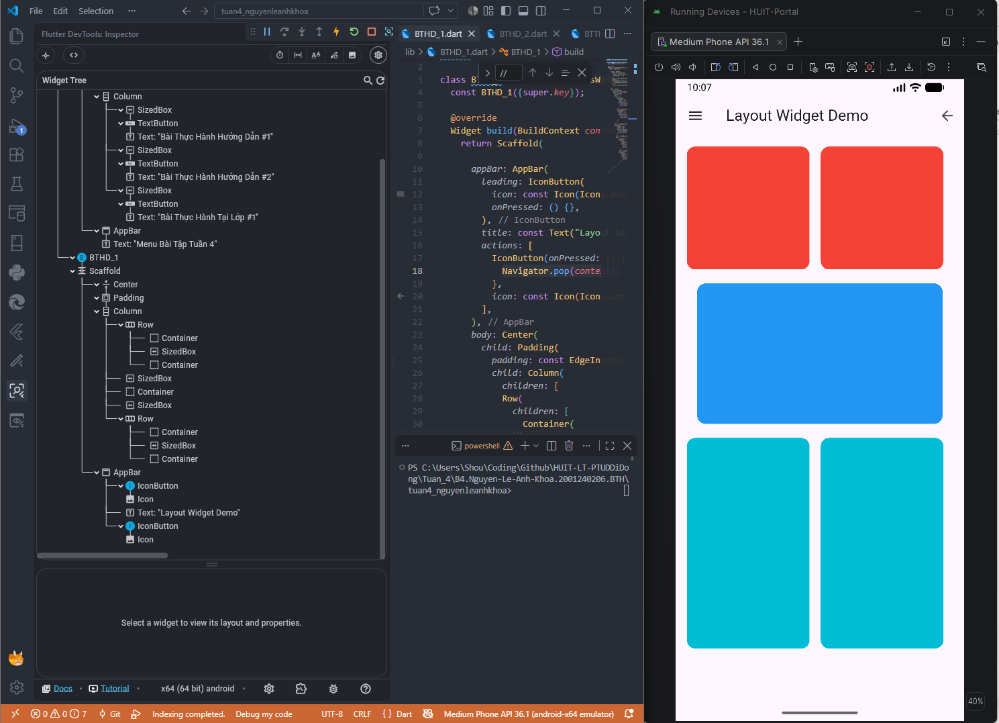 File Edit Selection ··· tuan4_nguyenleanhkhoa
Running Devices - HUIT-Portal
Flutter DevTools: Inspector
BTHD_1.dart
BTHD_2.dart
Medium Phone API 36.1
lib > BTHD_1.dart > BTHD_1 > build
//
1
Widget Tree
Column
SizedBox
TextButton
Text: "Bài Thực Hành Hướng Dẫn #1"
SizedBox
TextButton
Text: "Bài Thực Hành Hướng Dẫn #2"
SizedBox
TextButton
Text: "Bài Thực Hành Tại Lớp #1"
AppBar
Text: "Menu Bài Tập Tuần 4"
BTHD_1
Scaffold
Center
Padding
Column
Row
Container
SizedBox
Container
SizedBox
Container
SizedBox
Row
Container
SizedBox
Container
AppBar
IconButton
Icon
Text: "Layout Widget Demo"
IconButton
Icon
Select a widget to view its layout and properties.
Docs • Tutorial • x64 (64 bit) android •
2
3 class
4 const BTHD_1({super.key});
5
6 @override
7 Widget build(BuildContext
8 return Scaffold(
9
10 appBar: AppBar(
11 leading: IconButton(
12 icon: const Icon(Icons.menu
13 onPressed: () {},
14 ), // IconButton
15 title: const Text("Layout Wi
16 actions: [
17 IconButton(onPressed: () {
18 Navigator.pop(context);
19 },
20 icon: const Icon(Icons.arr
21 ],
22 ), // AppBar
23 body: Center(
24 child: Padding(
25 padding: const EdgeInsets.
26 child: Column(
27 children: [
28 Row(
29 children: [
30 Container(
powershell
PS C:\Users\Shou\Coding\Github\HUIT-LT-PTUDDiDo
ng\Tuan_4\B4.Nguyen-Le-Anh-Khoa.2001240206.BTH\
tuan4_nguyenleanhkhoa>
10:07
Layout Widget Demo
40%
0 0 7 Git Indexing completed. Debug my code UTF-8 CRLF { } Dart Medium Phone API 36.1 (android-x64 emulator)